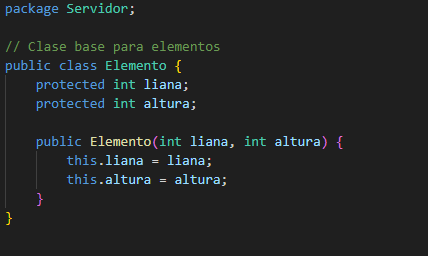 package Servidor;
// Clase base para elementos
public class Elemento {
protected int liana;
protected int altura;
public Elemento(int liana, int altura) {
this.liana = liana;
this.altura = altura;
}
}